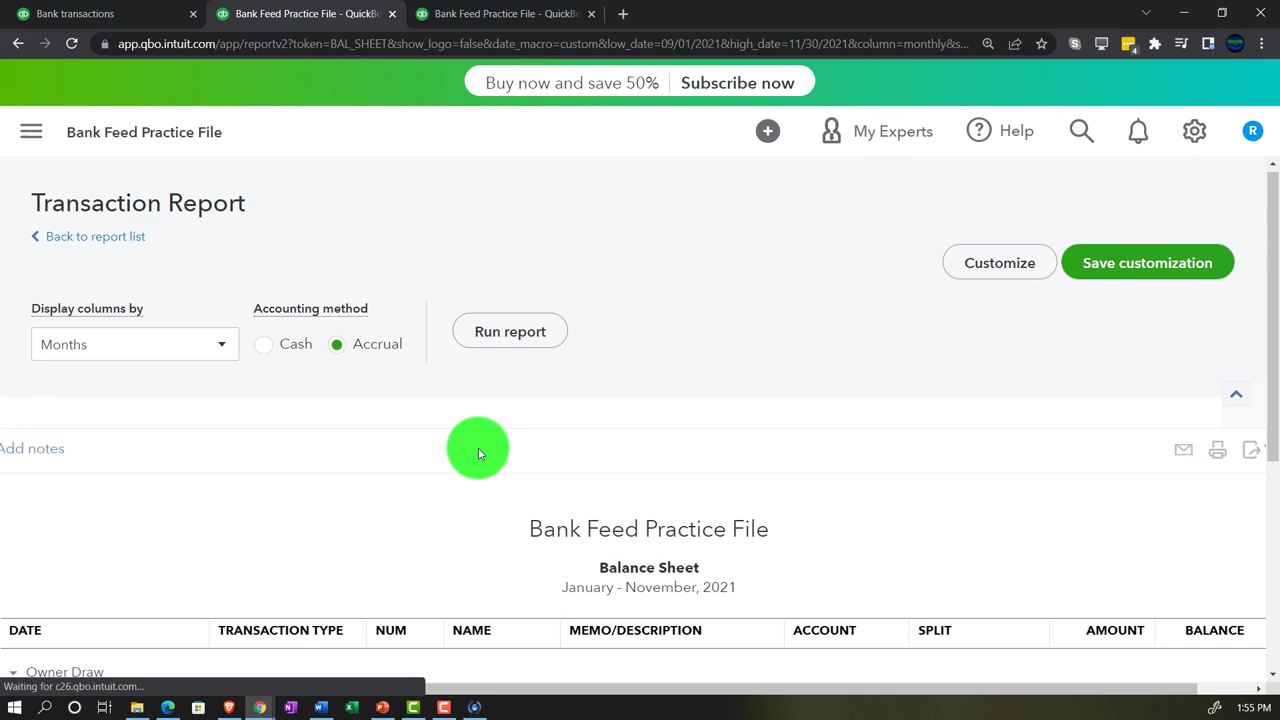 Bank transactions
Bank Feed Practice File - QuickBo
Bank Feed Practice File - QuickBo
app.qbo.intuit.com/app/reportv2?token=BAL_SHEET&show_logo=false&date_macro=custom&low_date=09/01/2021&high_date=11/30/2021&column=monthly&s...
4
Buy now and save 50% Subscribe now
Bank Feed Practice File
My Experts
Help
R
Transaction Report
Back to report list
Customize
Save customization
Display columns by
Accounting method
Months
Cash
Accrual
Run report
Add notes
Bank Feed Practice File
Balance Sheet
January - November, 2021
DATE TRANSACTION TYPE NUM NAME MEMO/DESCRIPTION ACCOUNT SPLIT AMOUNT BALANCE
Owner Draw
Waiting for c26.qbo.intuit.com...
1:55 PM